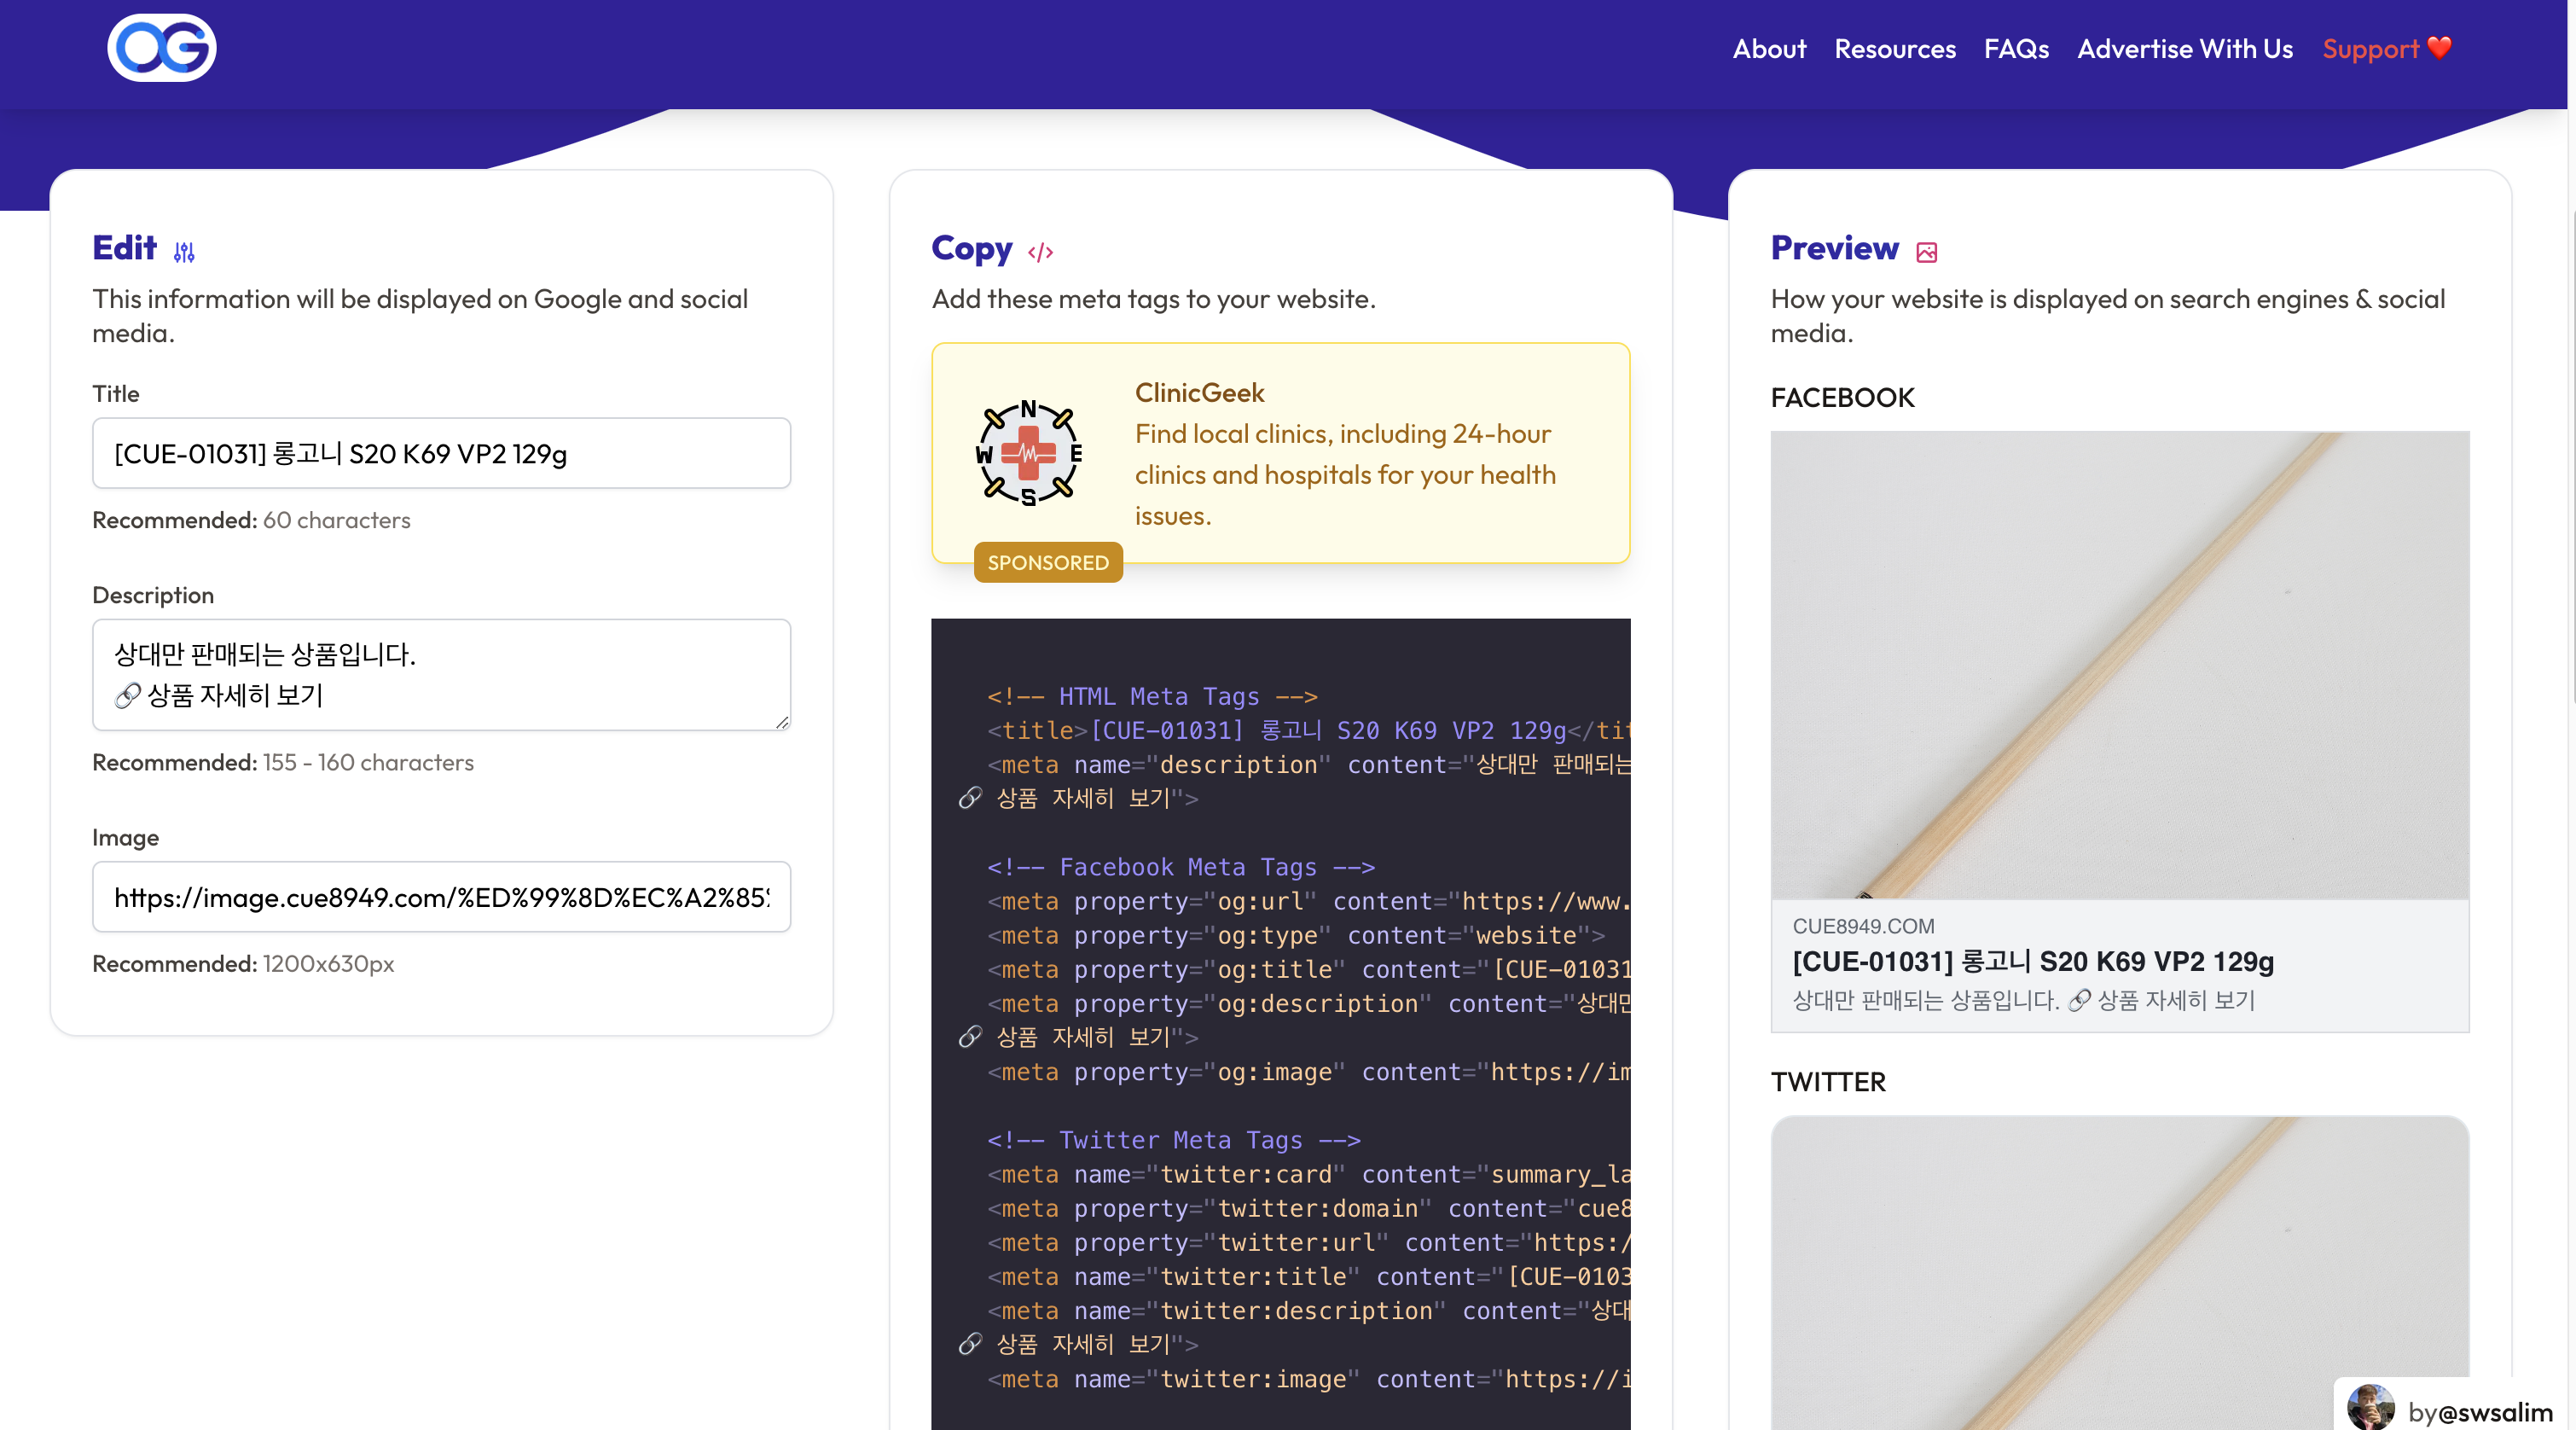 OG
About Resources FAQs Advertise With Us Support ❤️
Edit
This information will be displayed on Google and social
media.
Title
[CUE-01031] 롱고니 S20 K69 VP2 129g
Recommended: 60 characters
Description
상대만 판매되는 상품입니다.
🔗 상품 자세히 보기
Recommended: 155 - 160 characters
Image
https://image.cue8949.com/%ED%99%8D%EC%A2%85%
Recommended: 1200x630px
Copy </>
Add these meta tags to your website.
N
W E
S
ClinicGeek
Find local clinics, including 24-hour
clinics and hospitals for your health
issues.
SPONSORED
<!-- HTML Meta Tags -->
<title>[CUE-01031] 롱고니 S20 K69 VP2 129g</tit
<meta name="description" content="상대만 판매되는
🔗 상품 자세히 보기">
<!-- Facebook Meta Tags -->
<meta property="og:url" content="https://www.
<meta property="og:type" content="website">
<meta property="og:title" content="[CUE-01031
<meta property="og:description" content="상대만
🔗 상품 자세히 보기">
<meta property="og:image" content="https://im
<!-- Twitter Meta Tags -->
<meta name="twitter:card" content="summary_la
<meta property="twitter:domain" content="cue8
<meta property="twitter:url" content="https:/
<meta name="twitter:title" content="[CUE-0103
<meta name="twitter:description" content="상대
🔗 상품 자세히 보기">
<meta name="twitter:image" content="https://i
Preview
How your website is displayed on search engines & social
media.
FACEBOOK
CUE8949.COM
[CUE-01031] 롱고니 S20 K69 VP2 129g
상대만 판매되는 상품입니다. 🔗 상품 자세히 보기
TWITTER
by@swsalim